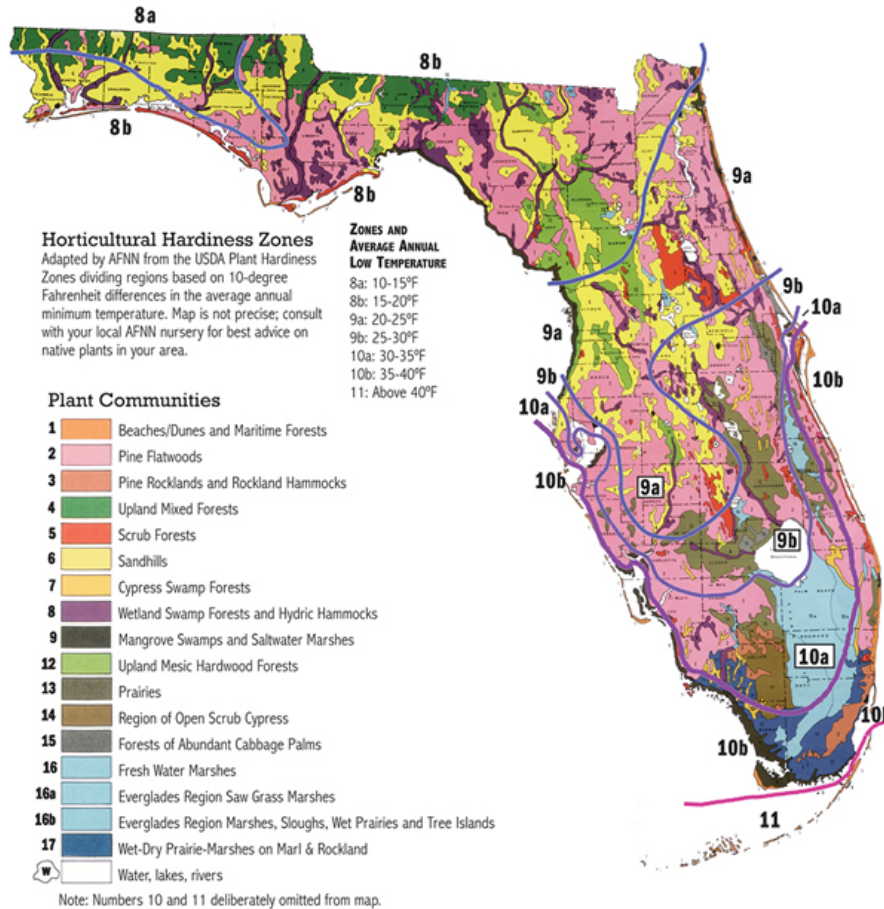 8a
8b
8b
8b
9a
9b
10a
10b
9a
9b
10a
10b
9a
9b
10a
10b
10b
11
Horticultural Hardiness Zones
Adapted by AFNN from the USDA Plant Hardiness
Zones dividing regions based on 10-degree
Fahrenheit differences in the average annual
minimum temperature. Map is not precise; consult
with your local AFNN nursery for best advice on
native plants in your area.
ZONES AND
AVERAGE ANNUAL
LOW TEMPERATURE
8a: 10-15ºF
8b: 15-20ºF
9a: 20-25ºF
9b: 25-30ºF
10a: 30-35ºF
10b: 35-40ºF
11: Above 40ºF
Plant Communities
1 Beaches/Dunes and Maritime Forests
2 Pine Flatwoods
3 Pine Rocklands and Rockland Hammocks
4 Upland Mixed Forests
5 Scrub Forests
6 Sandhills
7 Cypress Swamp Forests
8 Wetland Swamp Forests and Hydric Hammocks
9 Mangrove Swamps and Saltwater Marshes
12 Upland Mesic Hardwood Forests
13 Prairies
14 Region of Open Scrub Cypress
15 Forests of Abundant Cabbage Palms
16 Fresh Water Marshes
16a Everglades Region Saw Grass Marshes
16b Everglades Region Marshes, Sloughs, Wet Prairies and Tree Islands
17 Wet-Dry Prairie-Marshes on Marl & Rockland
W Water, lakes, rivers
Note: Numbers 10 and 11 deliberately omitted from map.